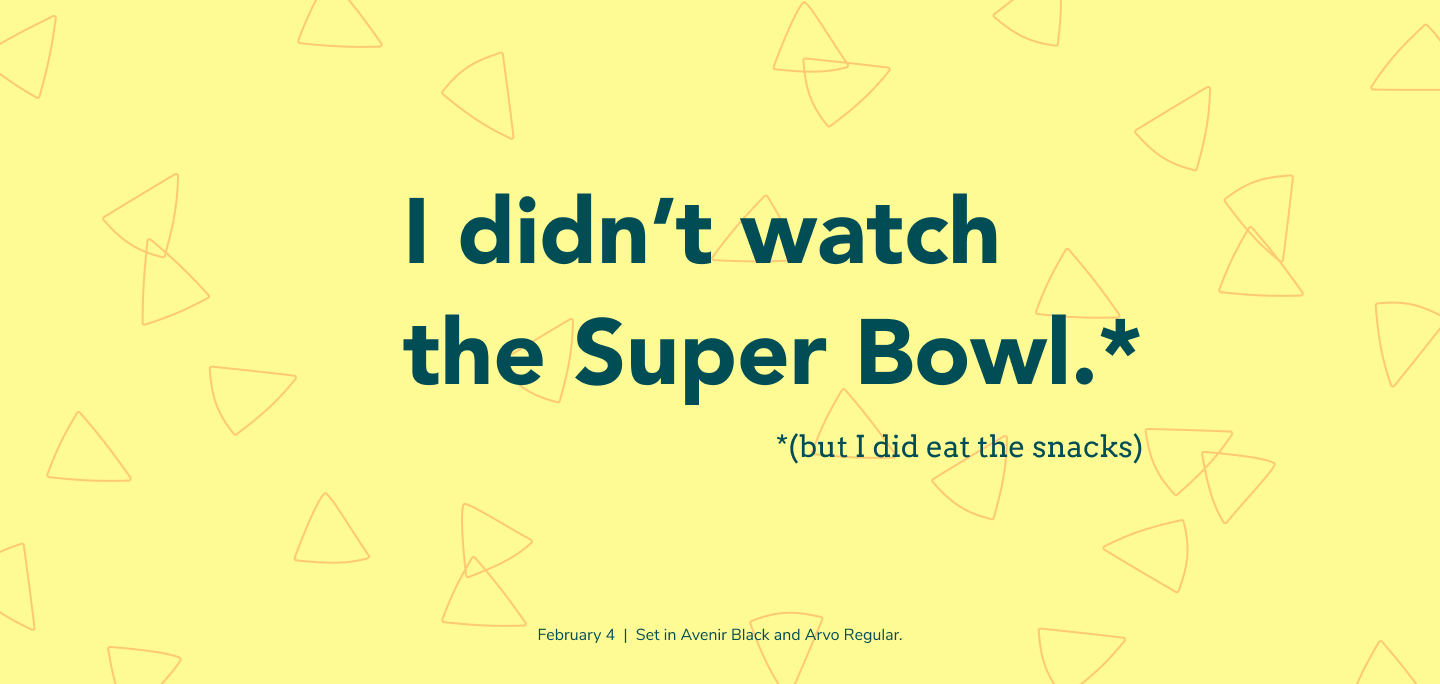 I didn’t watch
the Super Bowl.*
*(but I did eat the snacks)
February 4 | Set in Avenir Black and Arvo Regular.